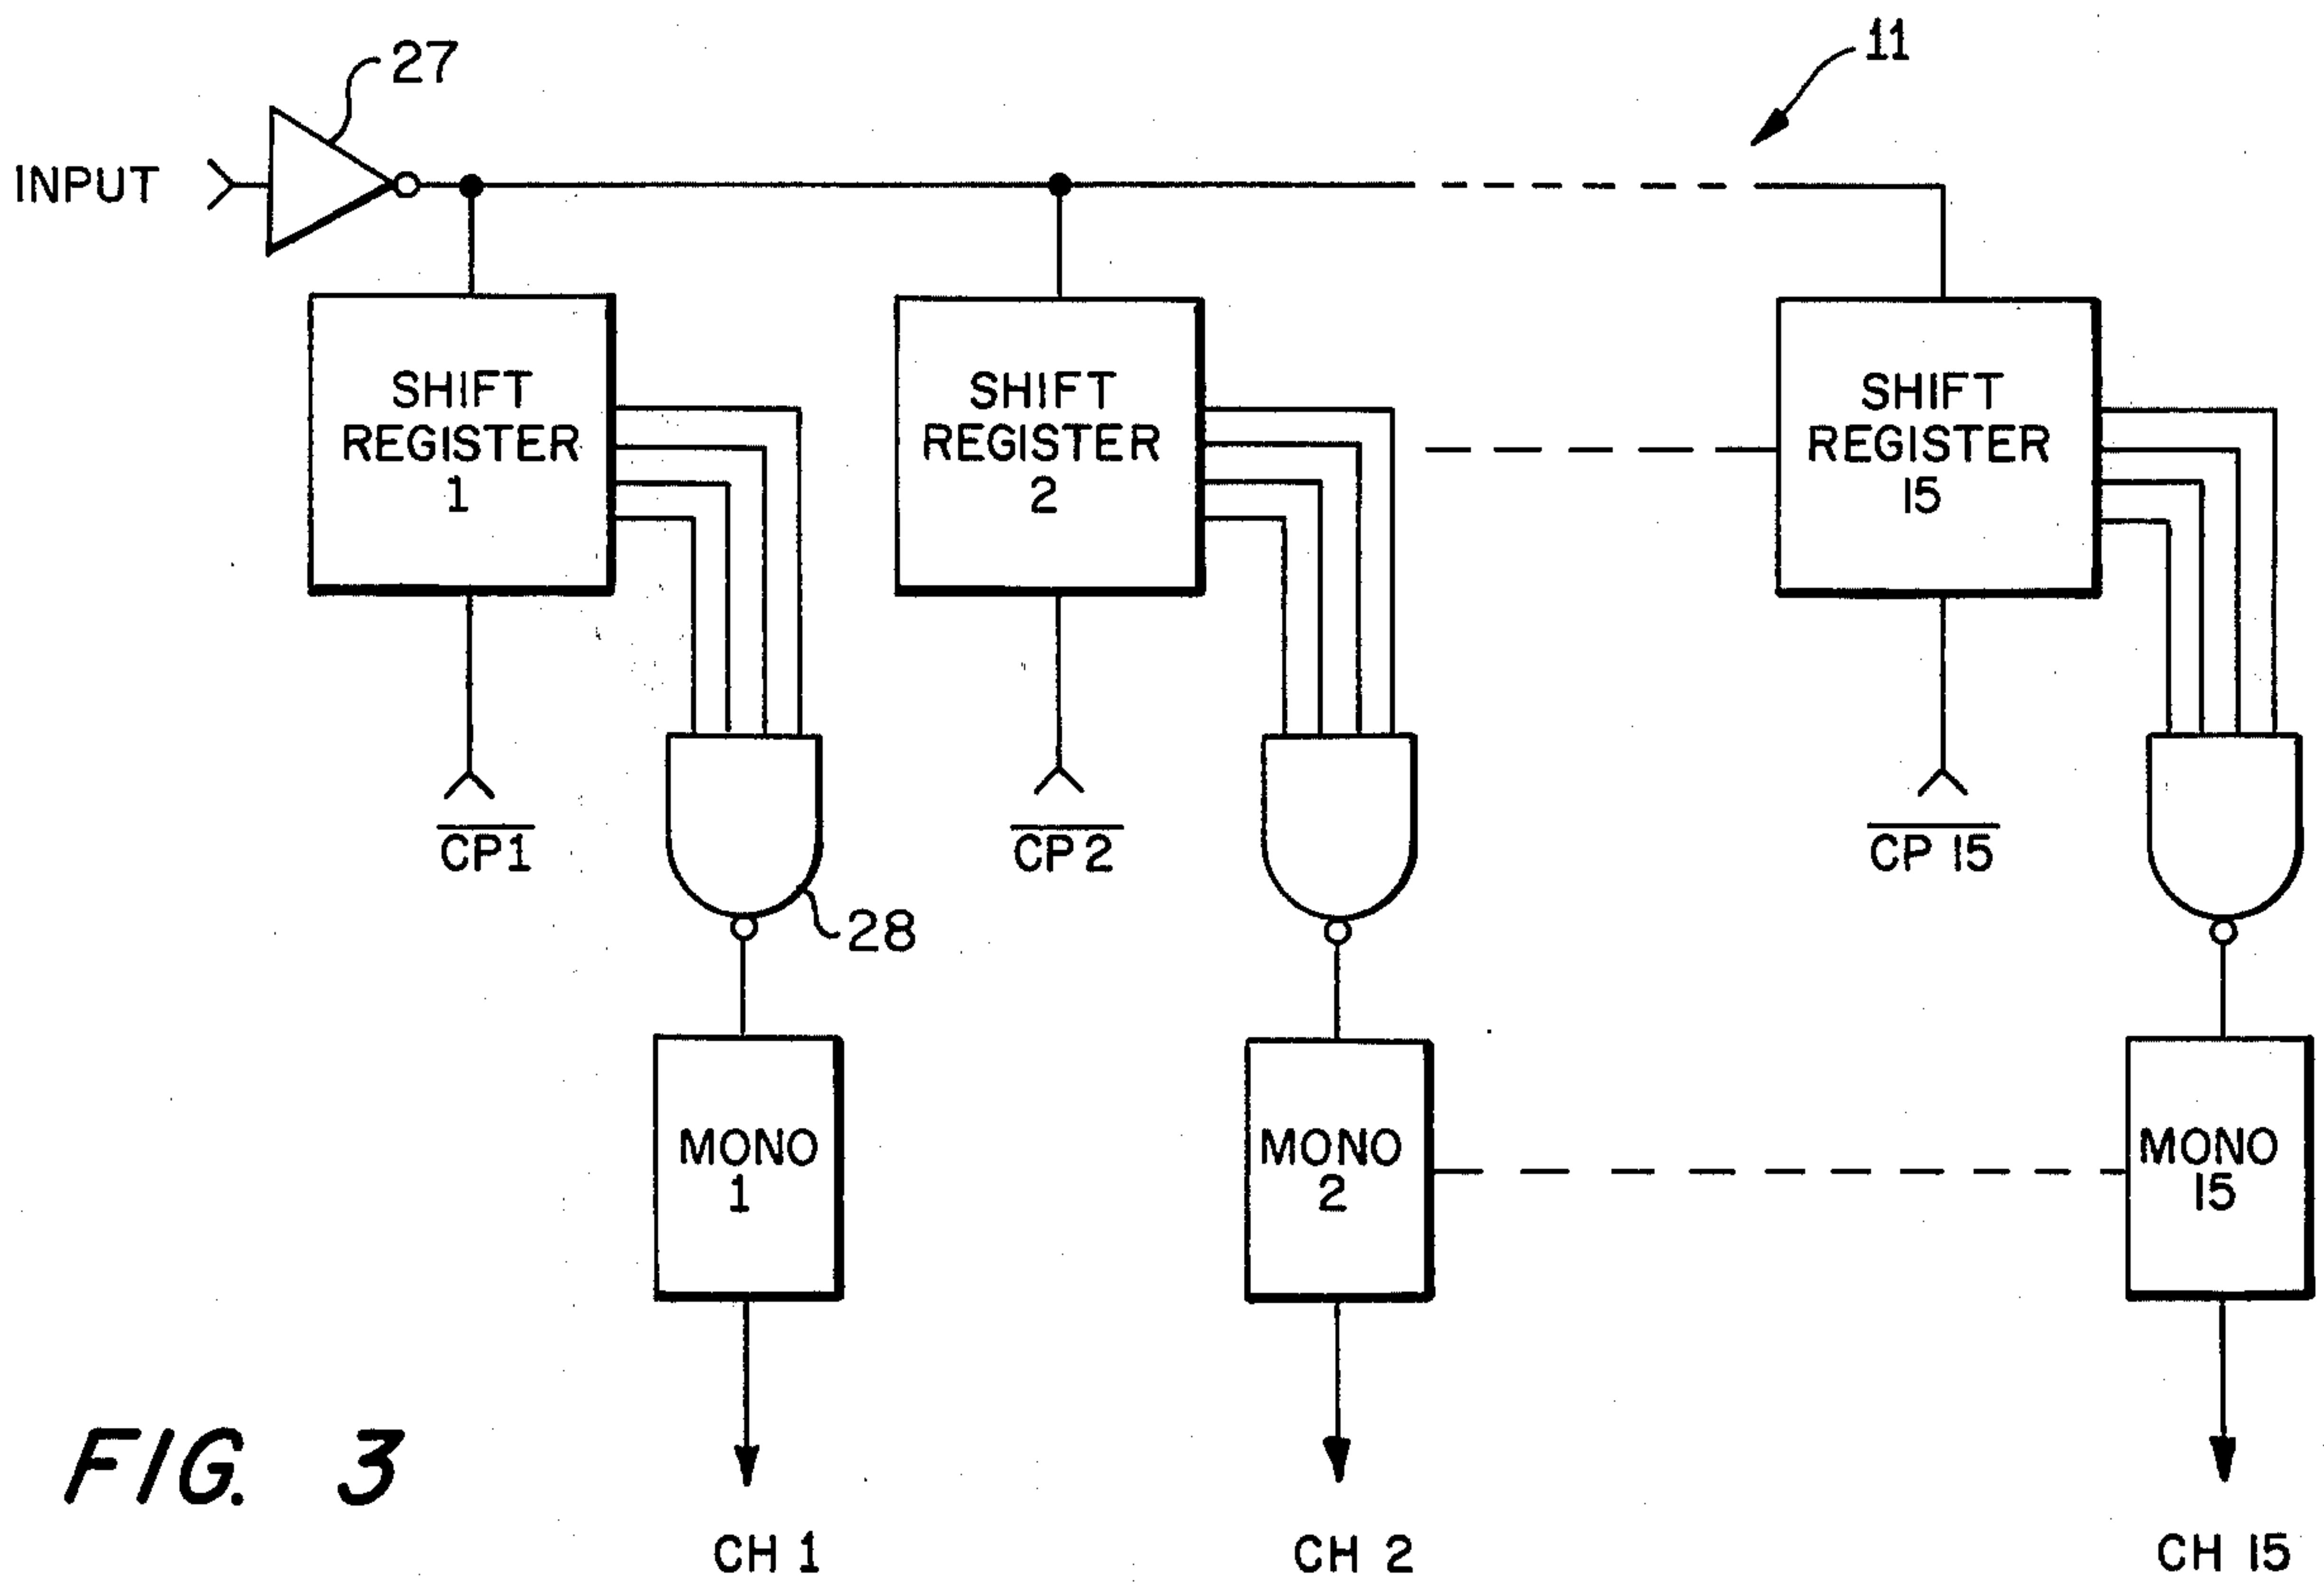 27
11
INPUT
SHIFT
REGISTER
1
SHIFT
REGISTER
2
SHIFT
REGISTER
15
CP1
CP2
CP 15
28
MONO
1
MONO
2
MONO
15
FIG. 3
CH 1
CH 2
CH 15